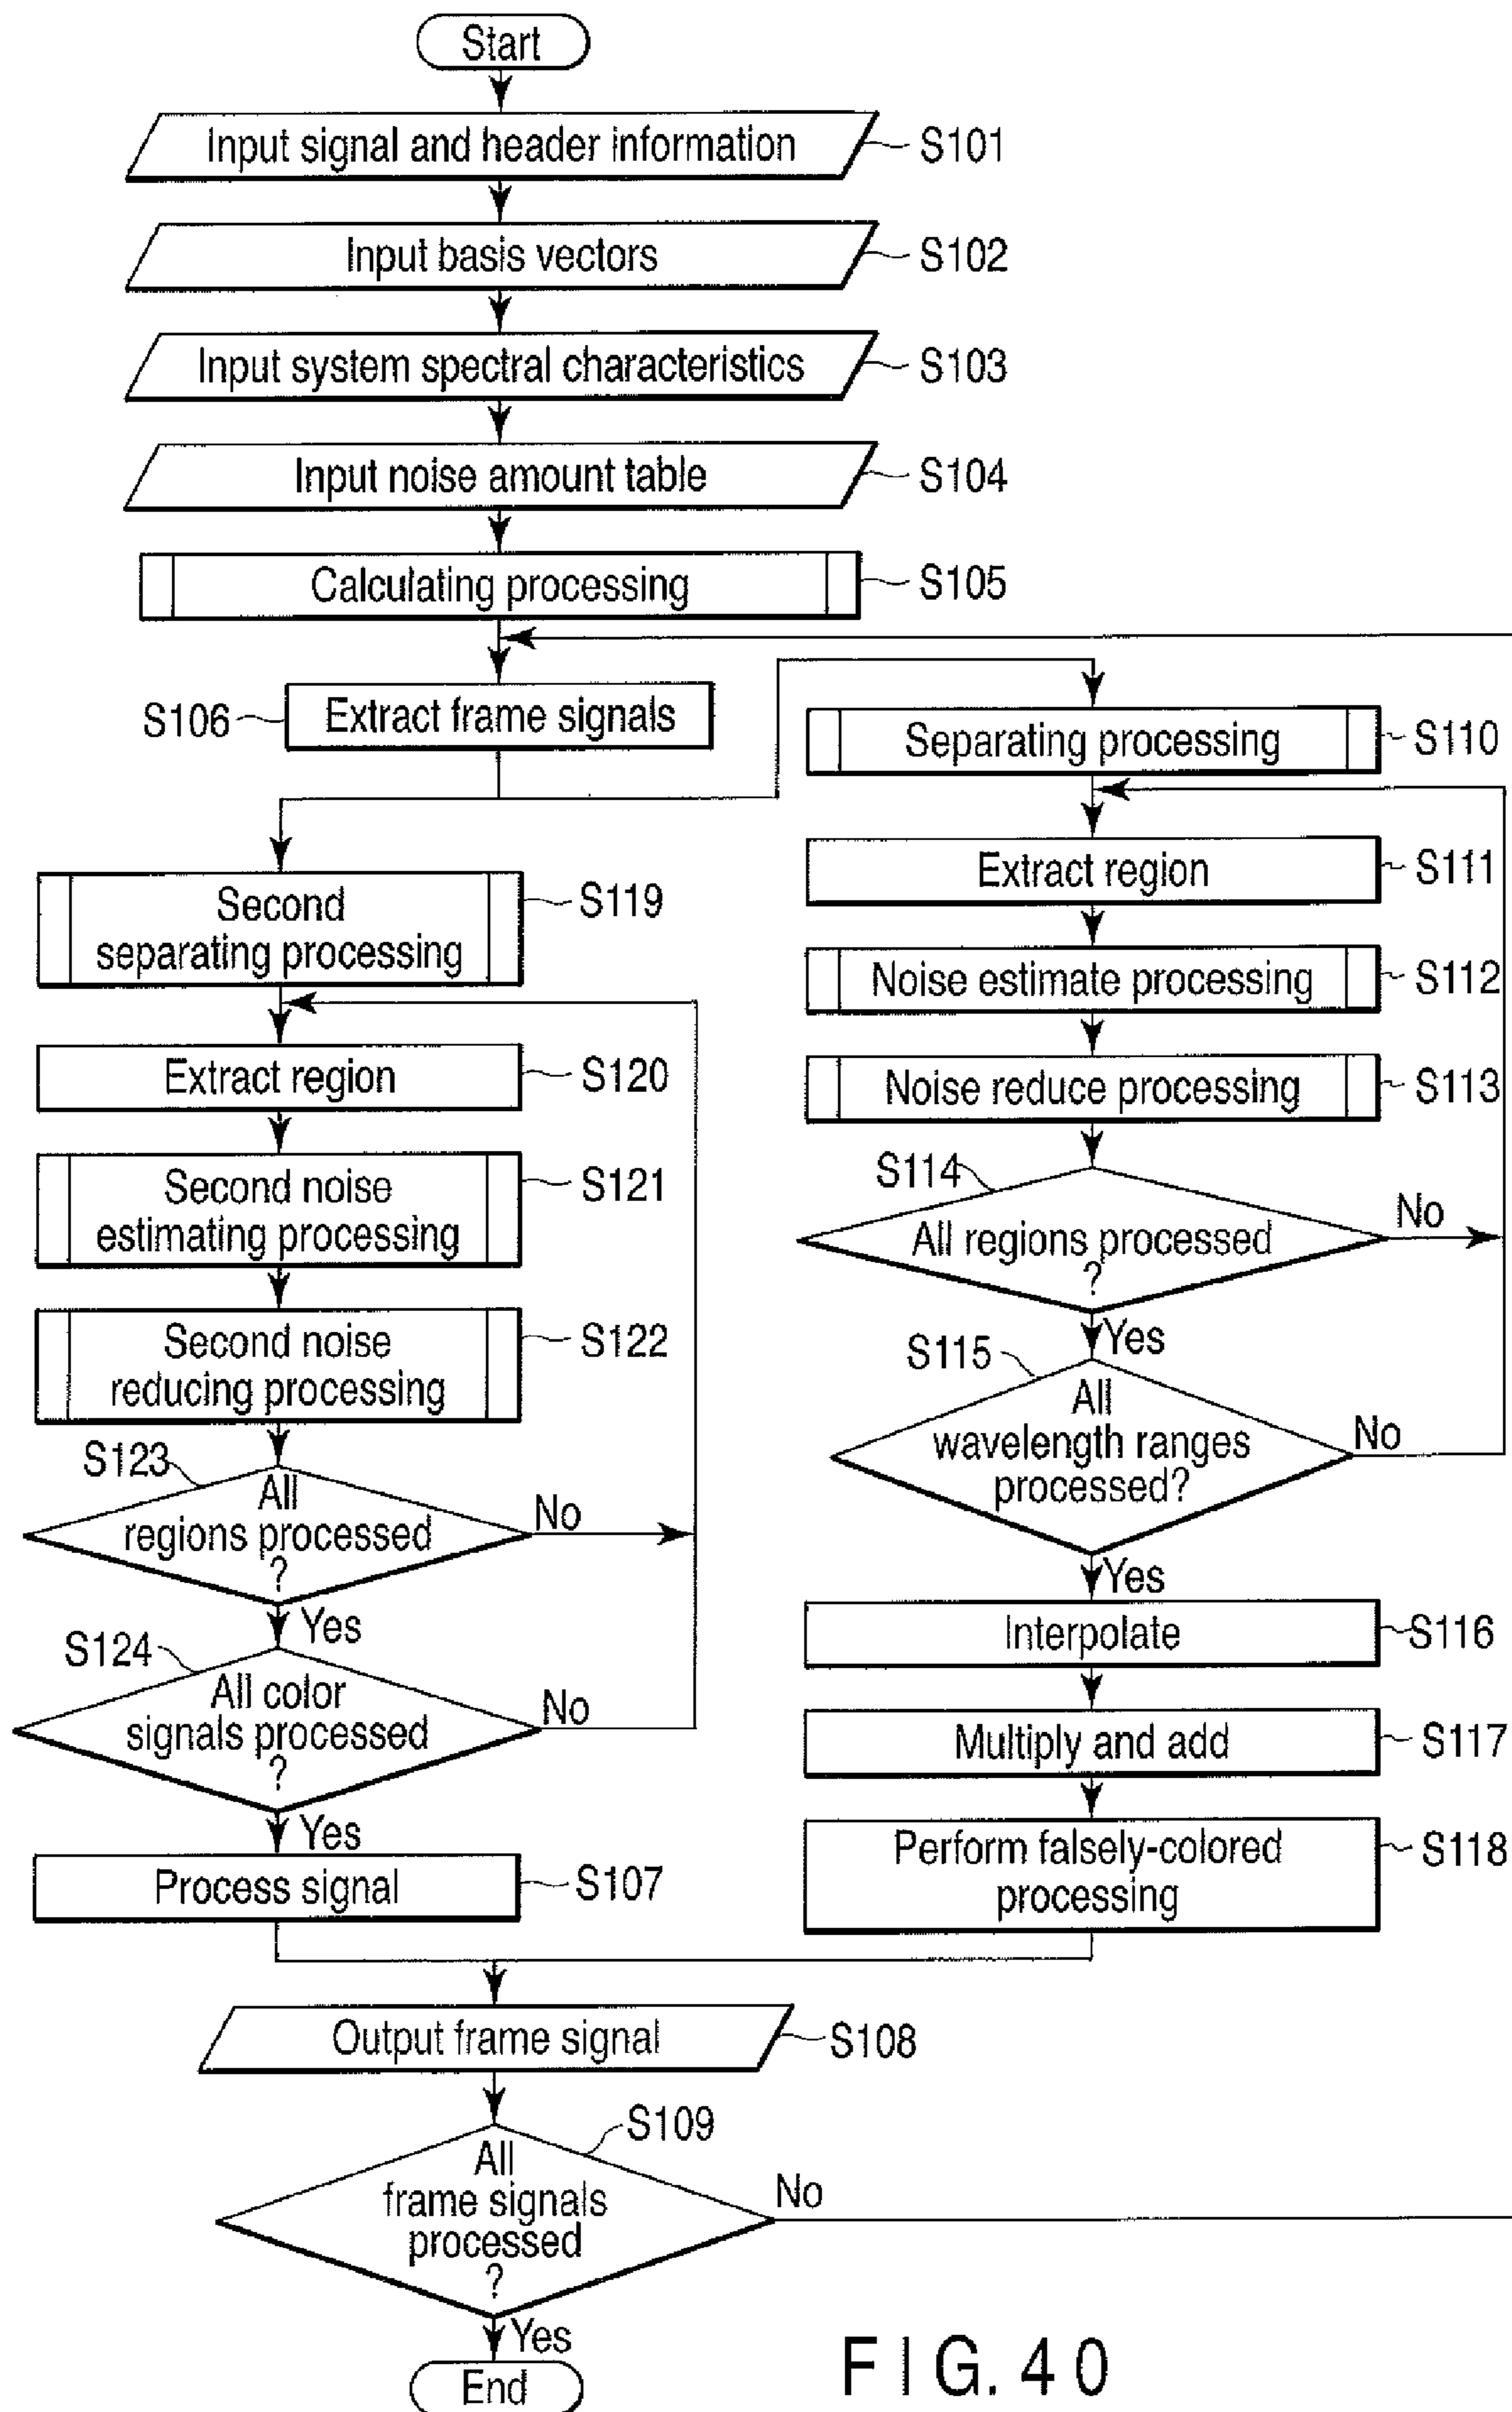 Start
Input signal and header information
S101
Input basis vectors
S102
Input system spectral characteristics
S103
Input noise amount table
S104
Calculating processing
S105
S106
Extract frame signals
Separating processing
S110
Extract region
S111
Noise estimate processing
S112
Noise reduce processing
S113
S114
All regions processed
?
No
Yes
S115
All
wavelength ranges
processed?
No
Yes
Interpolate
S116
Multiply and add
S117
Perform falsely-colored
processing
S118
Second
separating processing
S119
Extract region
S120
Second noise
estimating processing
S121
Second noise
reducing processing
S122
S123
All
regions processed
?
No
Yes
S124
All color
signals processed
?
No
Yes
Process signal
S107
Output frame signal
S108
S109
All
frame signals
processed
?
No
Yes
End
FIG. 40